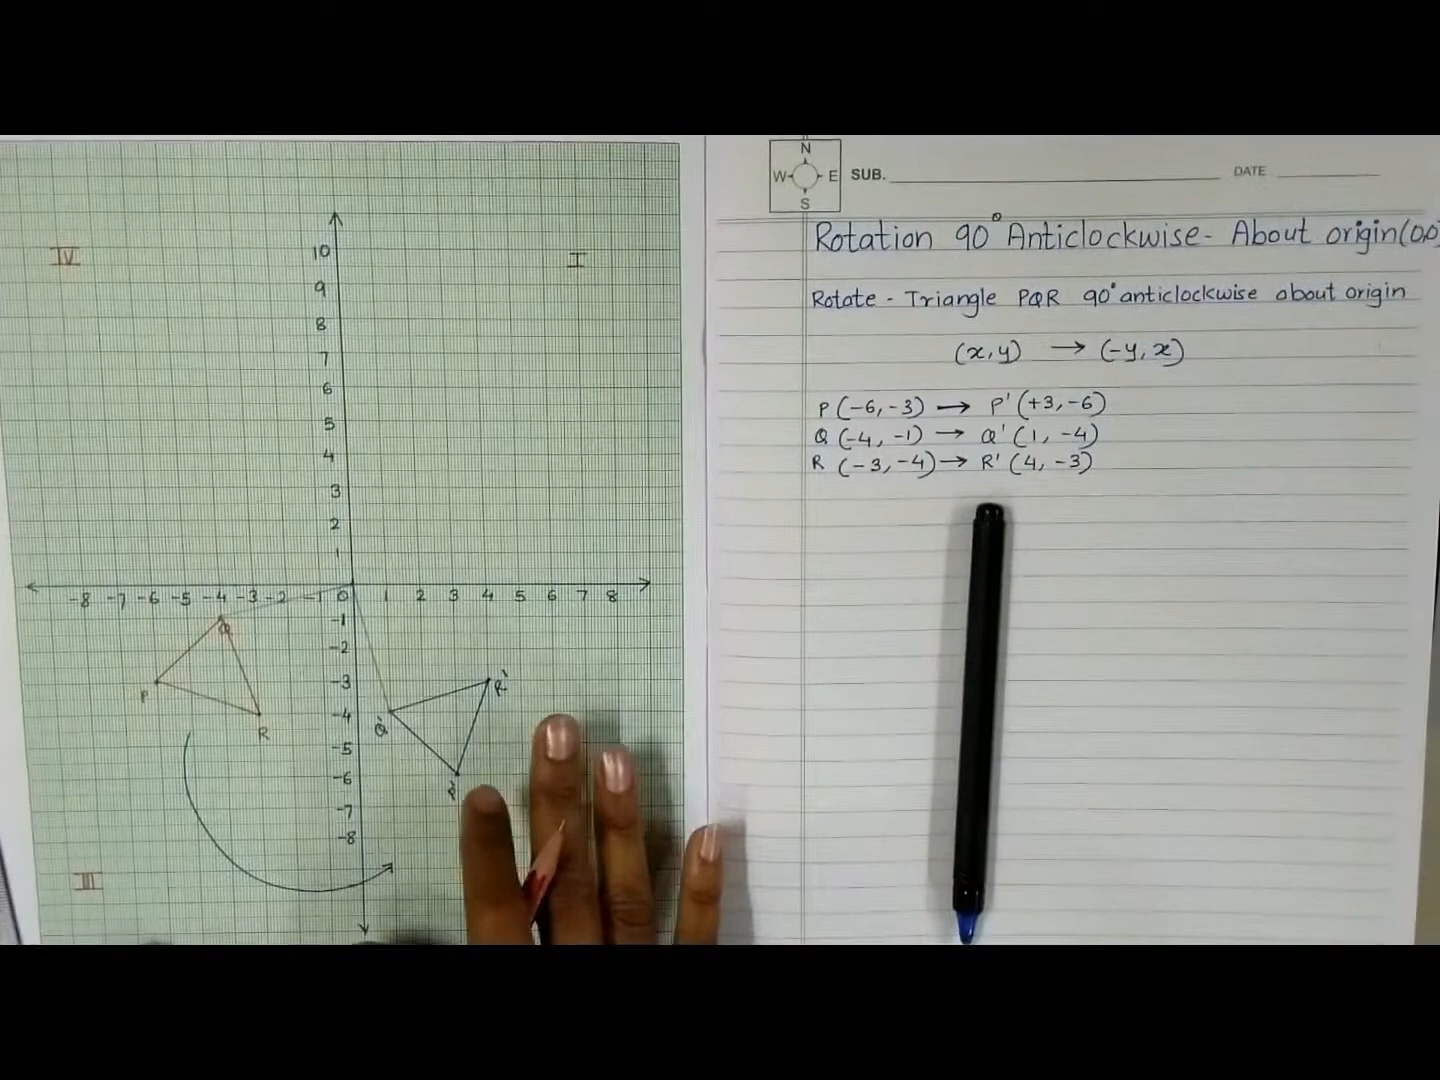 N
W E SUB. DATE
S
Rotation 90° Anticlockwise - About origin (0,0)
Rotate - Triangle PQR 90° anticlockwise about origin
(x, y) → (-y, x)
P (-6, -3) → P' (+3, -6)
Q (-4, -1) → Q' (1, -4)
R (-3, -4) → R' (4, -3)
IV
I
10
9
8
7
6
5
4
3
2
1
-8 -7 -6 -5 -4 -3 -2 -1 0 1 2 3 4 5 6 7 8
-1
-2
-3
-4
-5
-6
-7
-8
Q
P
R
R'
Q'
P'
III